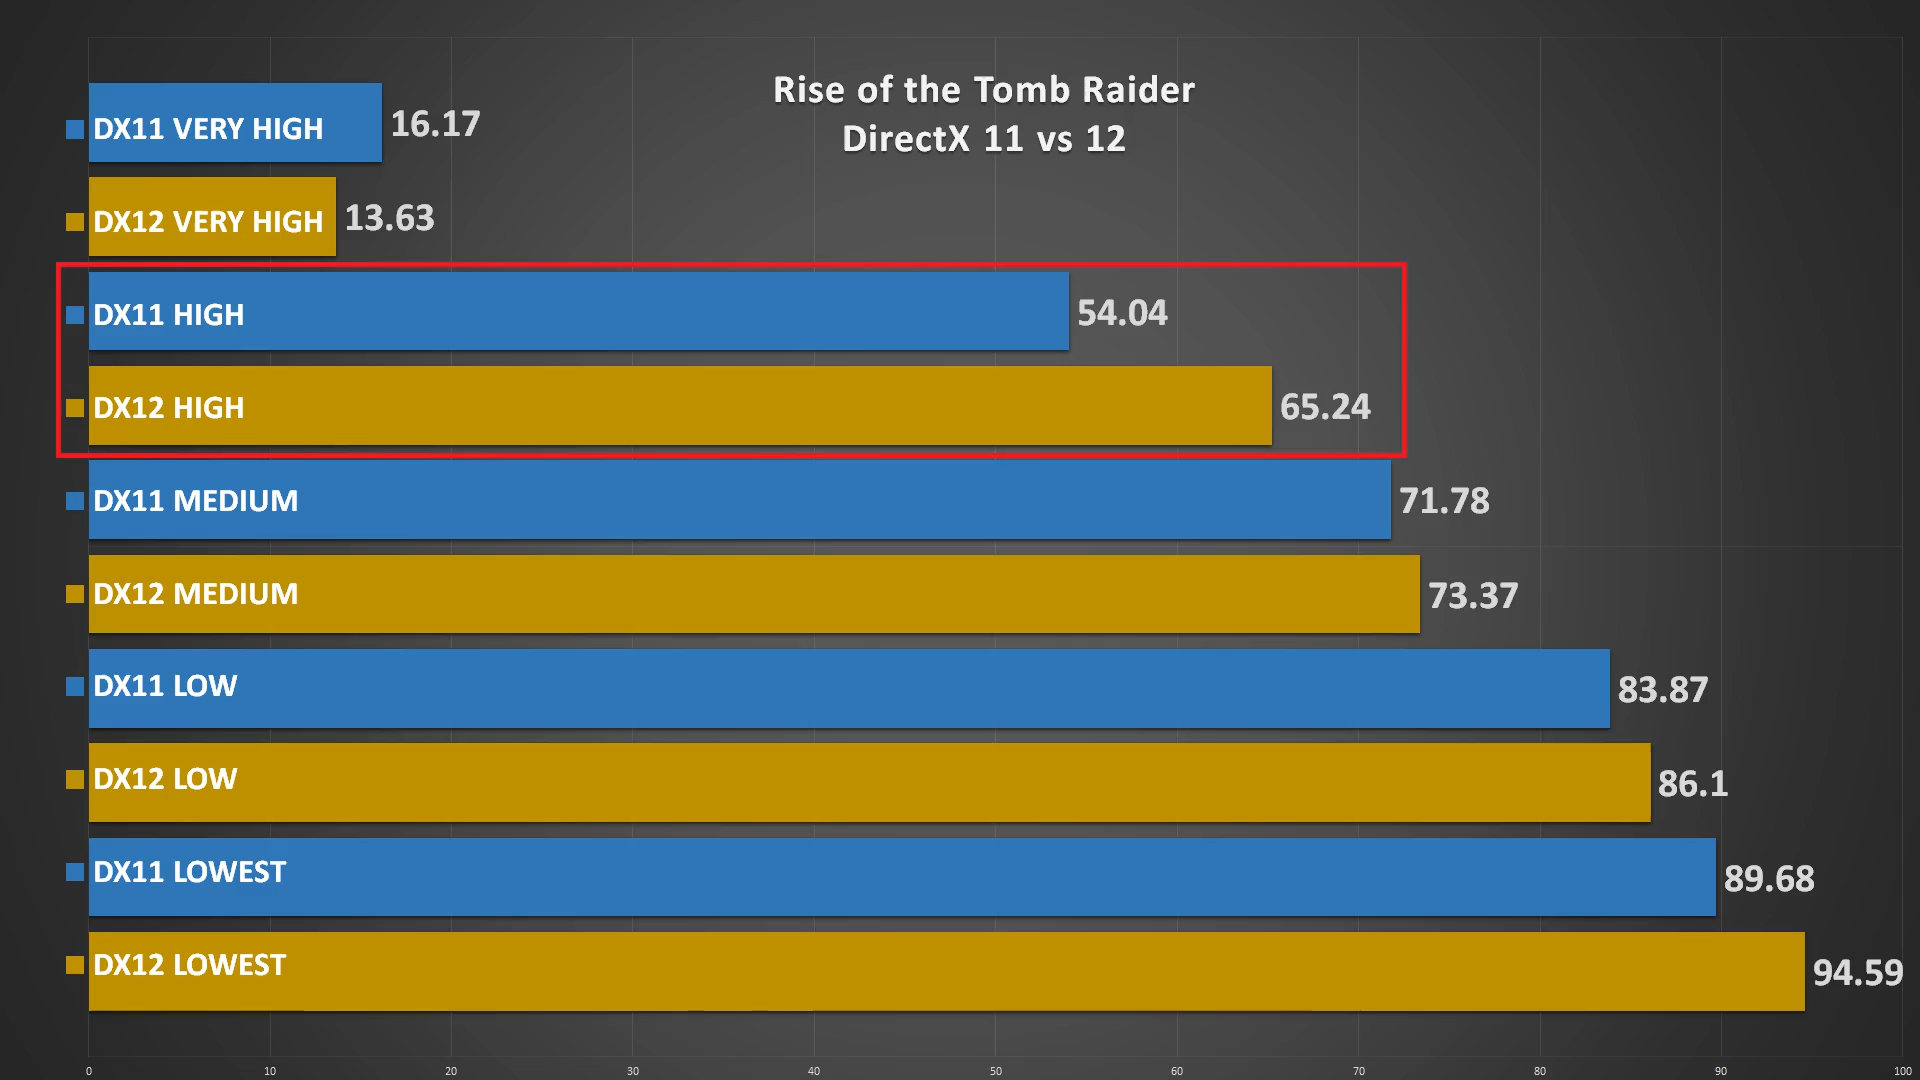 Rise of the Tomb Raider
DirectX 11 vs 12
DX11 VERY HIGH 16.17
DX12 VERY HIGH 13.63
DX11 HIGH 54.04
DX12 HIGH 65.24
DX11 MEDIUM 71.78
DX12 MEDIUM 73.37
DX11 LOW 83.87
DX12 LOW 86.1
DX11 LOWEST 89.68
DX12 LOWEST 94.59
0 10 20 30 40 50 60 70 80 90 100